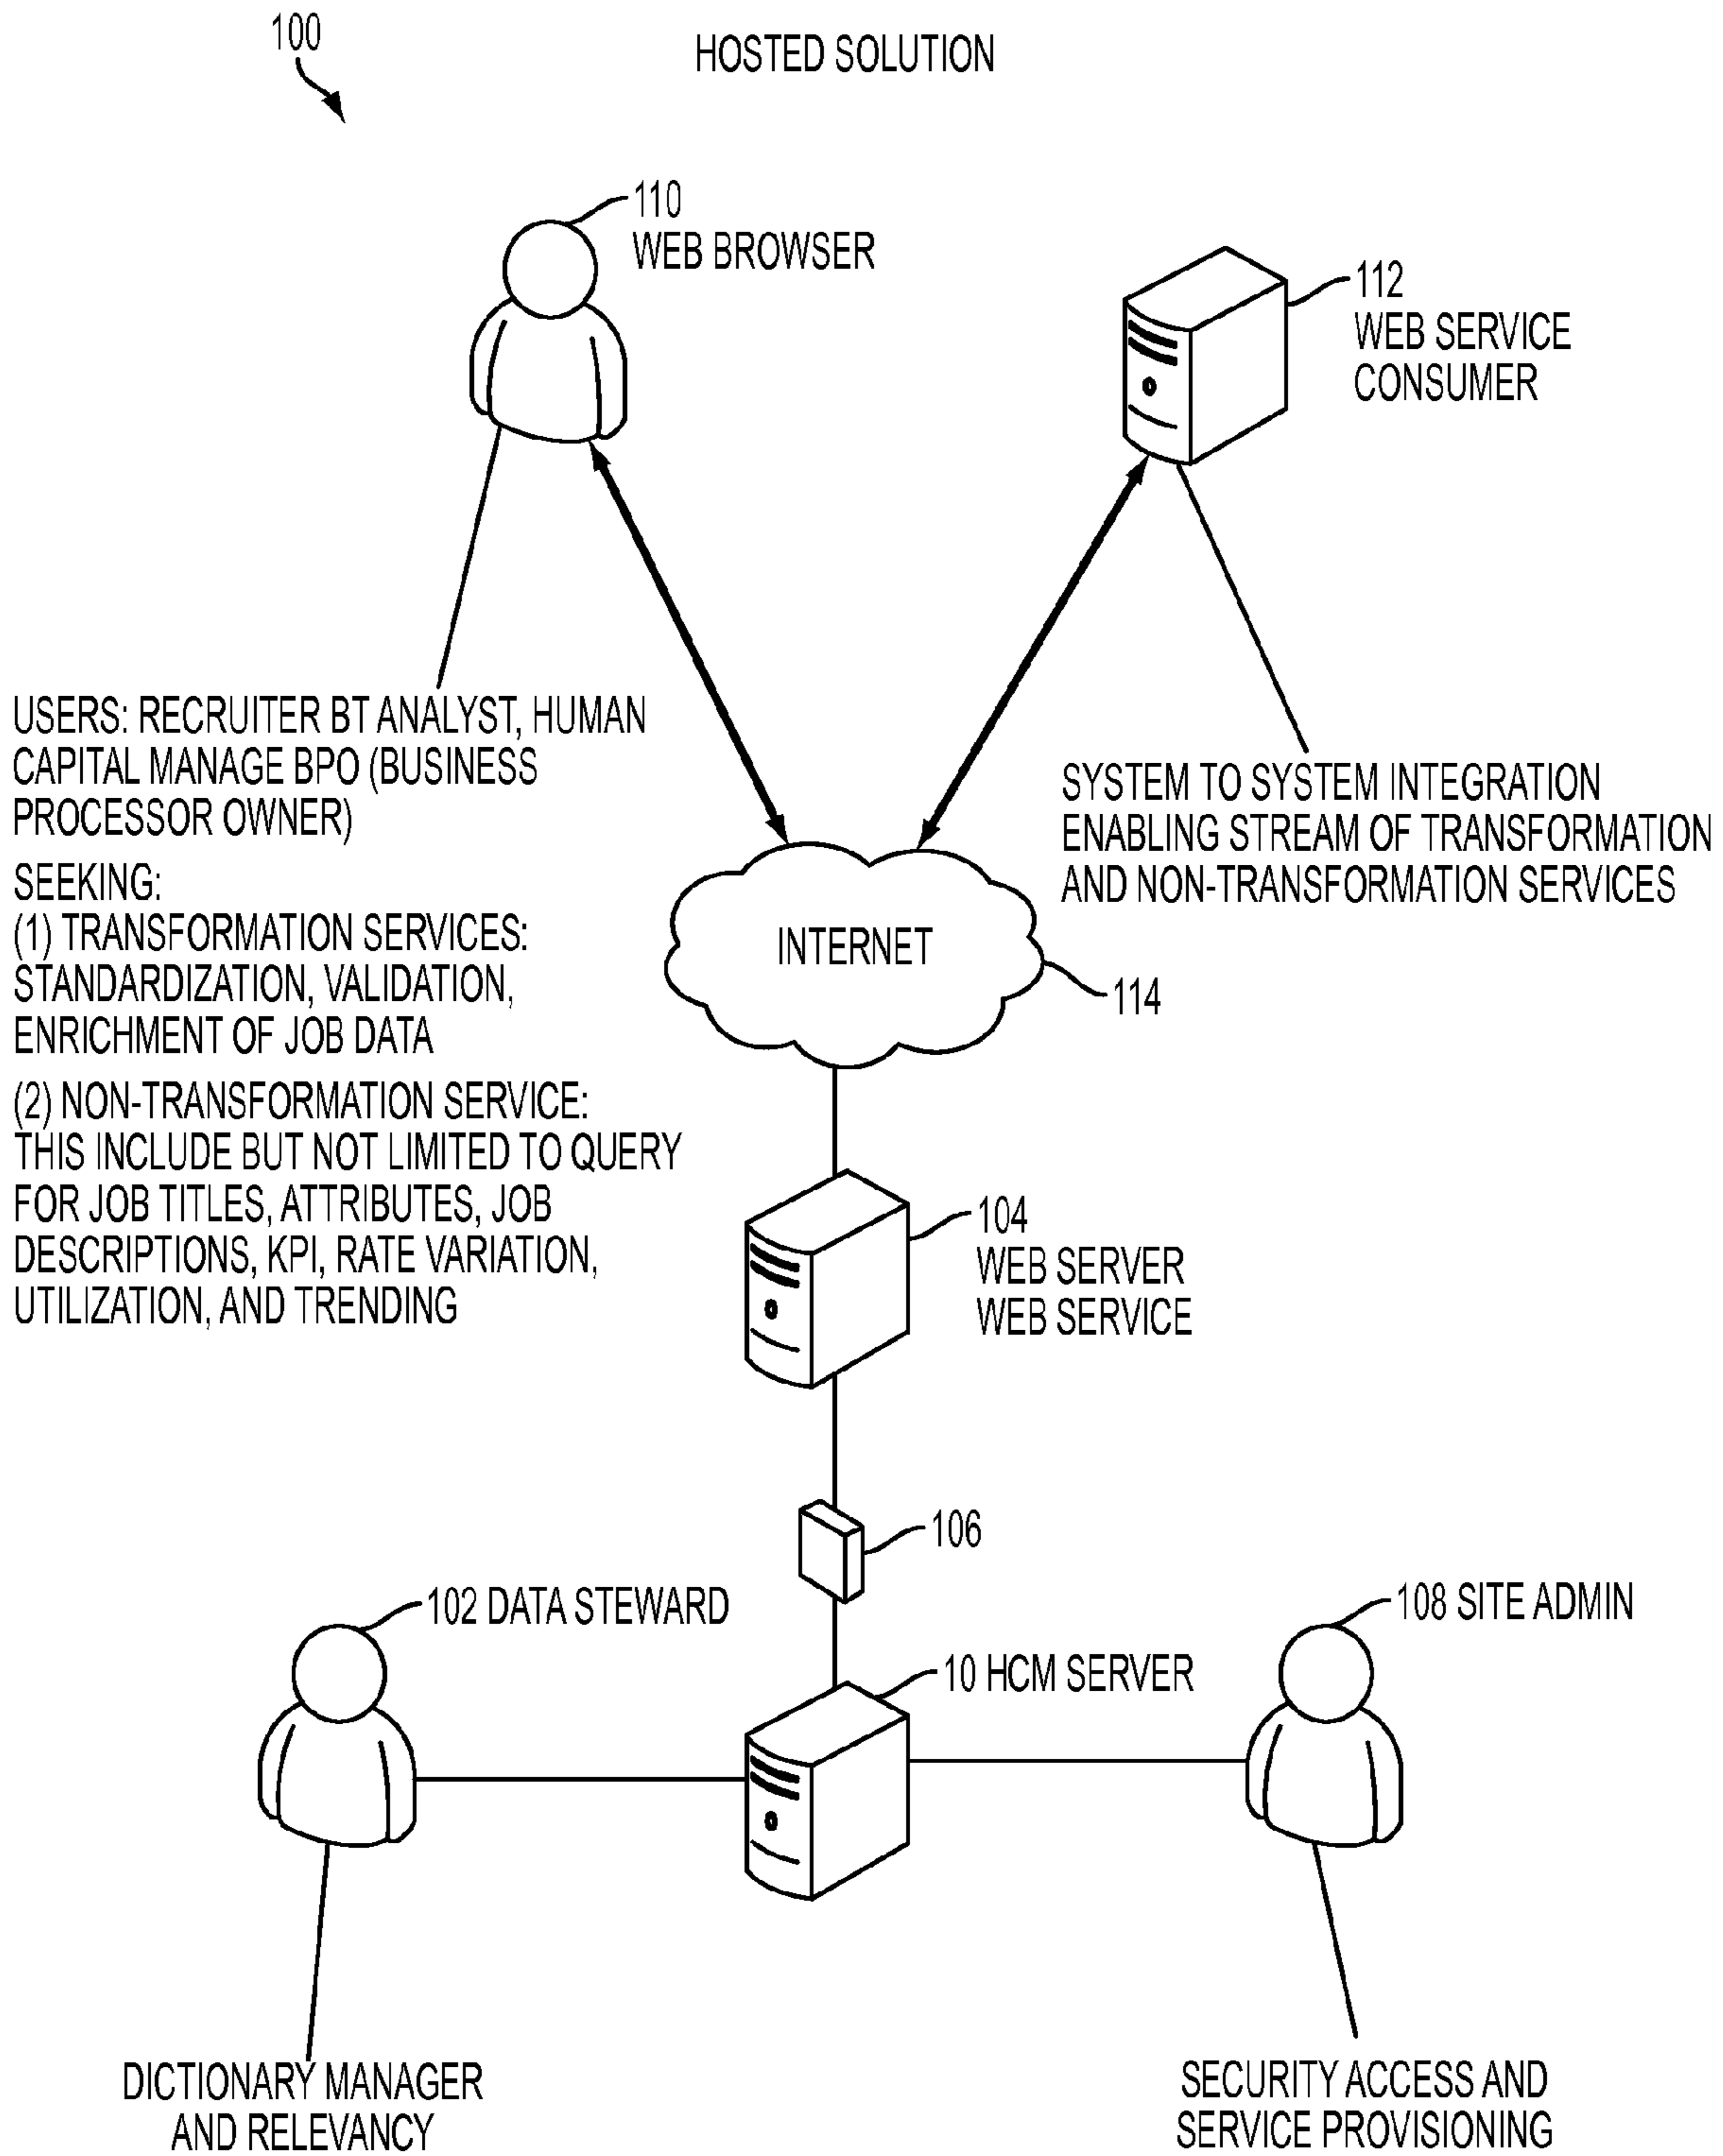 100
HOSTED SOLUTION
110
WEB BROWSER
112
WEB SERVICE
CONSUMER
USERS: RECRUITER BT ANALYST, HUMAN
CAPITAL MANAGE BPO (BUSINESS
PROCESSOR OWNER)
SEEKING:
(1) TRANSFORMATION SERVICES:
STANDARDIZATION, VALIDATION,
ENRICHMENT OF JOB DATA
(2) NON-TRANSFORMATION SERVICE:
THIS INCLUDE BUT NOT LIMITED TO QUERY
FOR JOB TITLES, ATTRIBUTES, JOB
DESCRIPTIONS, KPI, RATE VARIATION,
UTILIZATION, AND TRENDING
SYSTEM TO SYSTEM INTEGRATION
ENABLING STREAM OF TRANSFORMATION
AND NON-TRANSFORMATION SERVICES
INTERNET
114
104
WEB SERVER
WEB SERVICE
106
102 DATA STEWARD
108 SITE ADMIN
10 HCM SERVER
DICTIONARY MANAGER
AND RELEVANCY
SECURITY ACCESS AND
SERVICE PROVISIONING